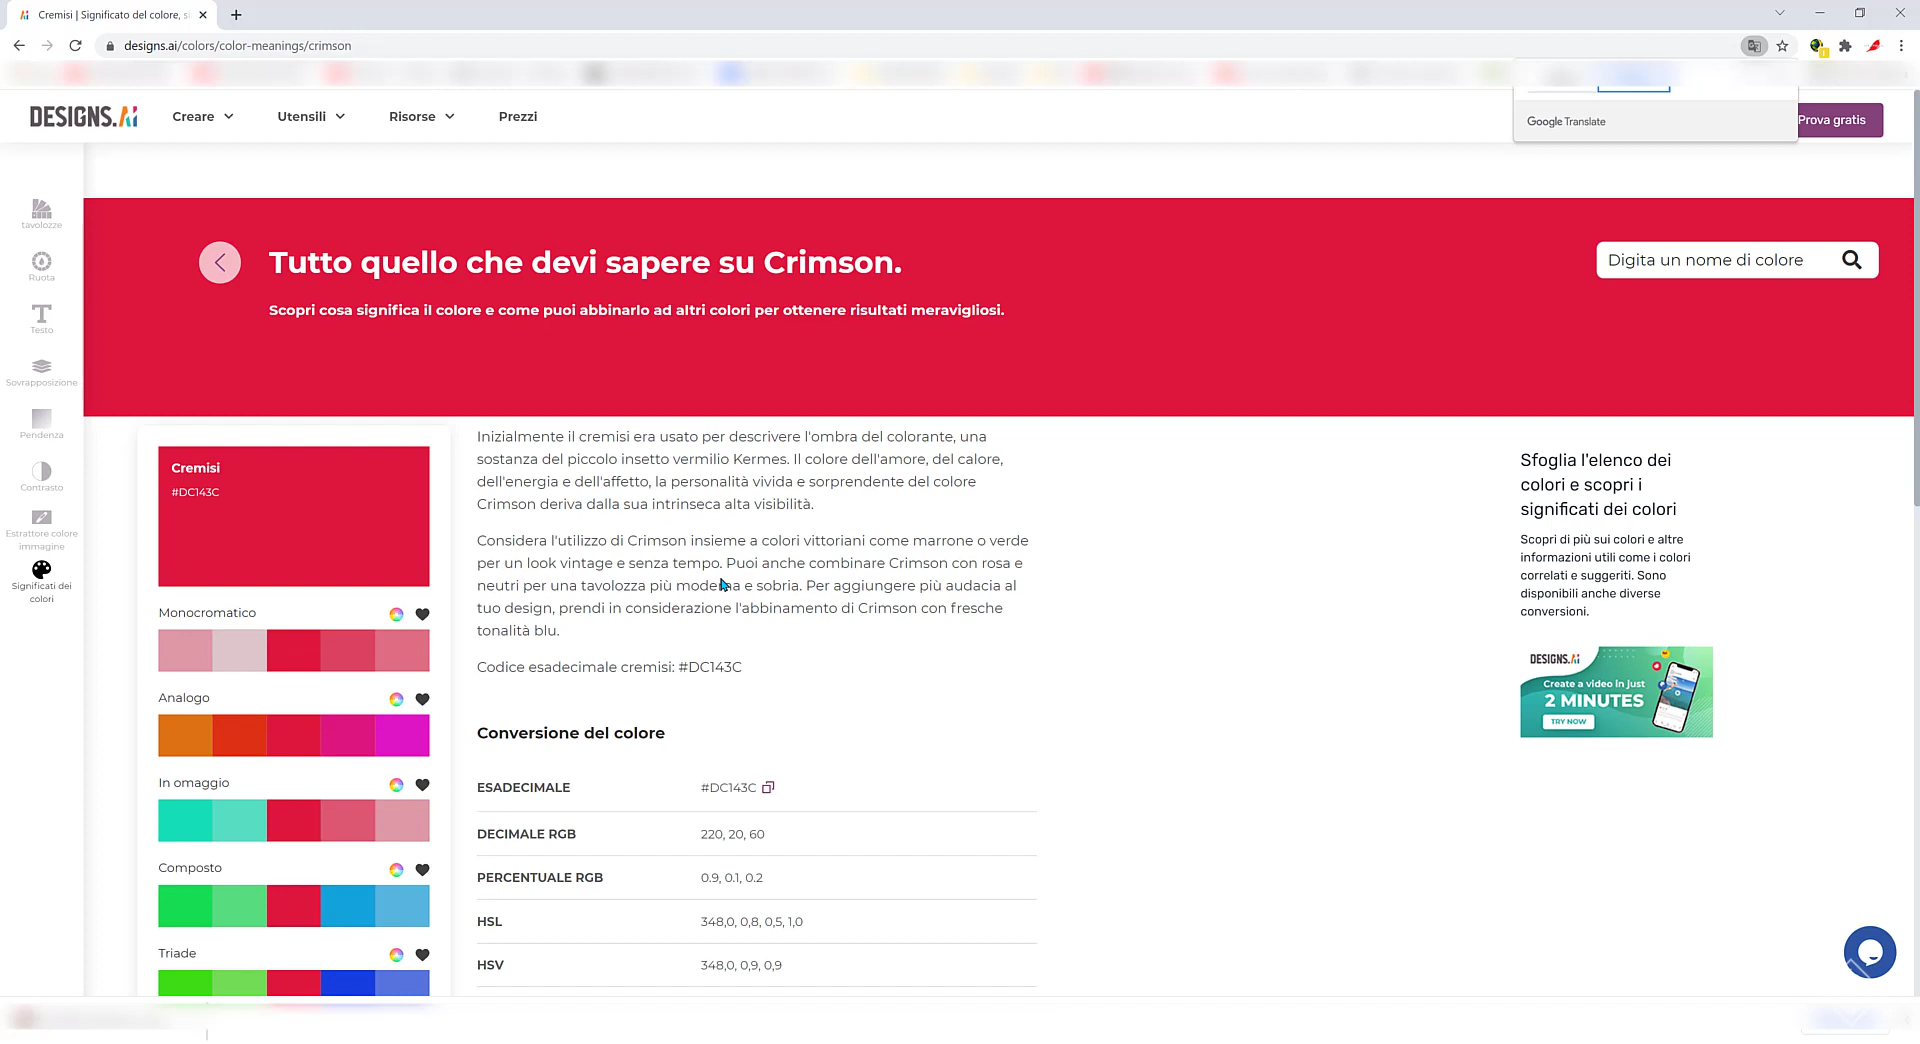 Cremisi | Significato del colore, s
designs.ai/colors/color-meanings/crimson
DESIGNS.Ai
Creare
Utensili
Risorse
Prezzi
Google Translate
Prova gratis
tavolozze
Ruota
Testo
Sovrapposizione
Pendenza
Contrasto
Estrattore colore
immagine
Significati dei
colori
Tutto quello che devi sapere su Crimson.
Scopri cosa significa il colore e come puoi abbinarlo ad altri colori per ottenere risultati meravigliosi.
Digita un nome di colore
Cremisi
#DC143C
Monocromatico
Analogo
In omaggio
Composto
Triade
Inizialmente il cremisi era usato per descrivere l'ombra del colorante, una
sostanza del piccolo insetto vermilio Kermes. Il colore dell'amore, del calore,
dell'energia e dell'affetto, la personalità vivida e sorprendente del colore
Crimson deriva dalla sua intrinseca alta visibilità.
Considera l'utilizzo di Crimson insieme a colori vittoriani come marrone o verde
per un look vintage e senza tempo. Puoi anche combinare Crimson con rosa e
neutri per una tavolozza più moderna e sobria. Per aggiungere più audacia al
tuo design, prendi in considerazione l'abbinamento di Crimson con fresche
tonalità blu.
Codice esadecimale cremisi: #DC143C
Conversione del colore
ESADECIMALE #DC143C
DECIMALE RGB 220, 20, 60
PERCENTUALE RGB 0.9, 0.1, 0.2
HSL 348,0, 0,8, 0,5, 1,0
HSV 348,0, 0,9, 0,9
Sfoglia l'elenco dei
colori e scopri i
significati dei colori
Scopri di più sui colori e altre
informazioni utili come i colori
correlati e suggeriti. Sono
disponibili anche diverse
conversioni.
DESIGNS.Ai
Create a video in just
2 MINUTES
TRY NOW